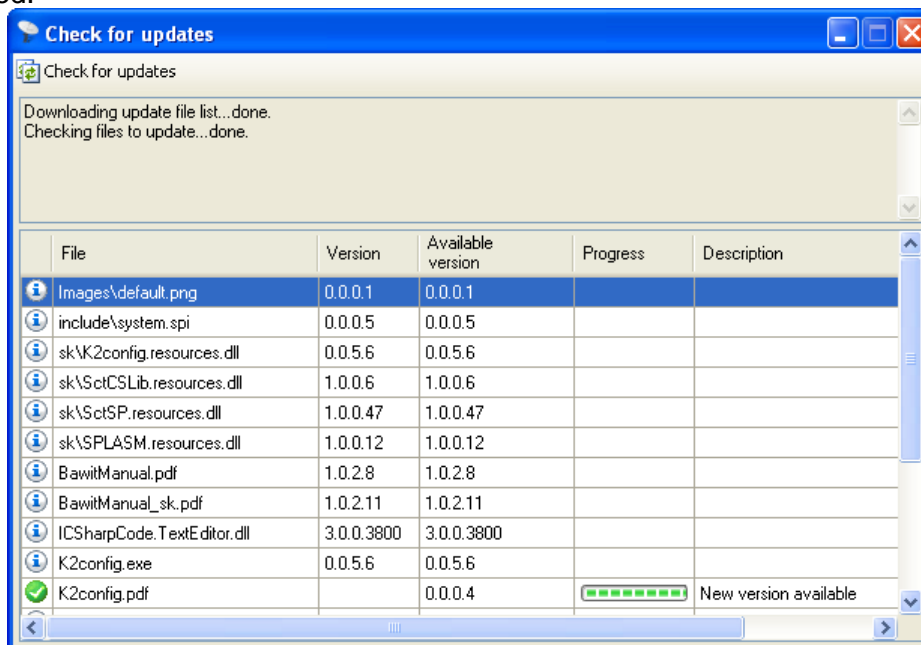 Check for updates
Check for updates
Downloading update file list...done.
Checking files to update...done.
File Version Available version Progress Description
Images\default.png 0.0.0.1 0.0.0.1
include\system.spi 0.0.0.5 0.0.0.5
sk\K2config.resources.dll 0.0.5.6 0.0.5.6
sk\SctCSLib.resources.dll 1.0.0.6 1.0.0.6
sk\SctSP.resources.dll 1.0.0.47 1.0.0.47
sk\SPLASM.resources.dll 1.0.0.12 1.0.0.12
BawitManual.pdf 1.0.2.8 1.0.2.8
BawitManual_sk.pdf 1.0.2.11 1.0.2.11
ICSharpCode.TextEditor.dll 3.0.0.3800 3.0.0.3800
K2config.exe 0.0.5.6 0.0.5.6
K2config.pdf 0.0.0.4 New version available